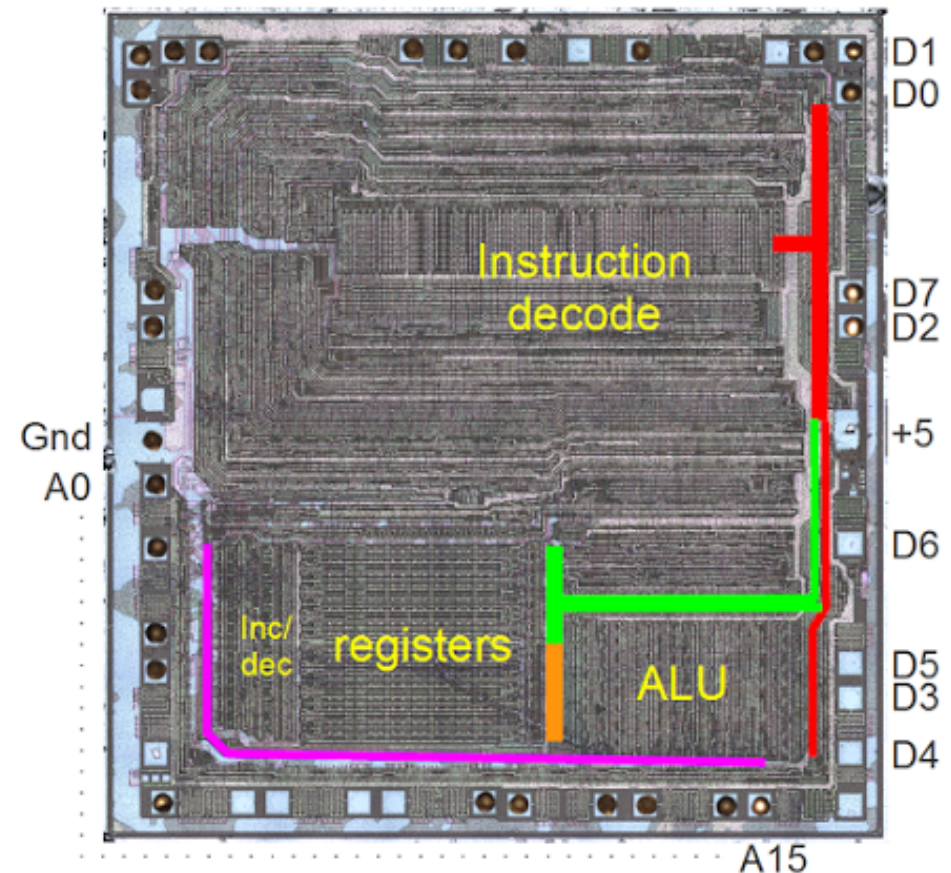 D1
D0
Instruction
decode
D7
D2
Gnd
+5
A0
D6
Inc/
dec
registers
ALU
D5
D3
D4
A15